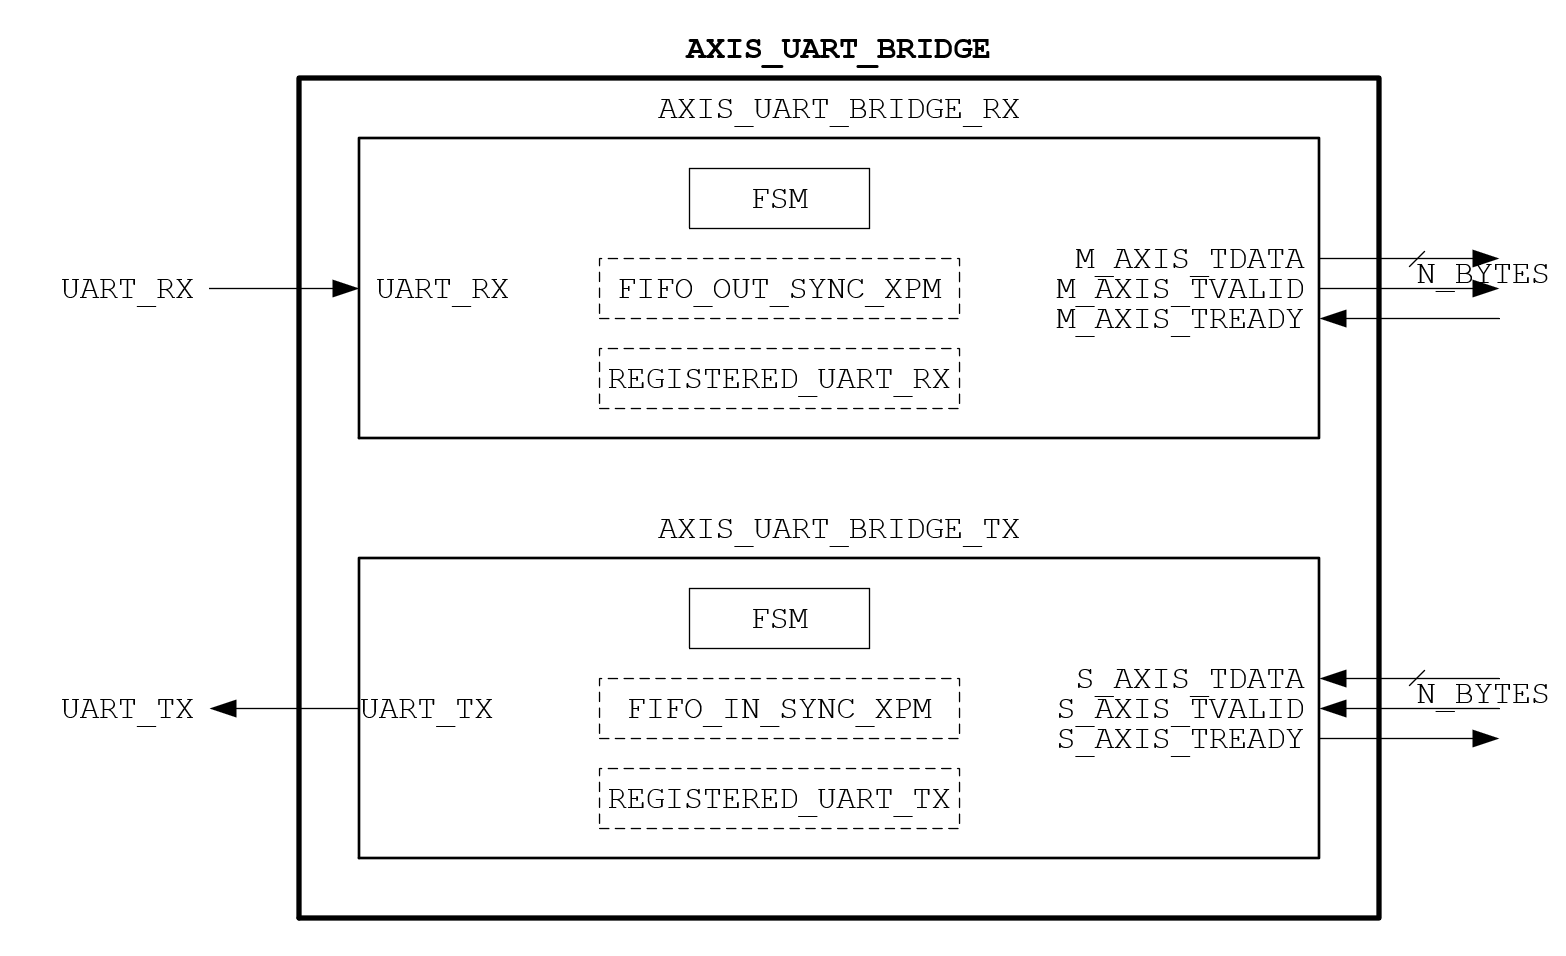 AXIS_UART_BRIDGE
AXIS_UART_BRIDGE_RX
FSM
UART_RX
UART_RX
FIFO_OUT_SYNC_XPM
REGISTERED_UART_RX
M_AXIS_TDATA
M_AXIS_TVALID
M_AXIS_TREADY
N_BYTES
AXIS_UART_BRIDGE_TX
FSM
UART_TX
UART_TX
FIFO_IN_SYNC_XPM
REGISTERED_UART_TX
S_AXIS_TDATA
S_AXIS_TVALID
S_AXIS_TREADY
N_BYTES